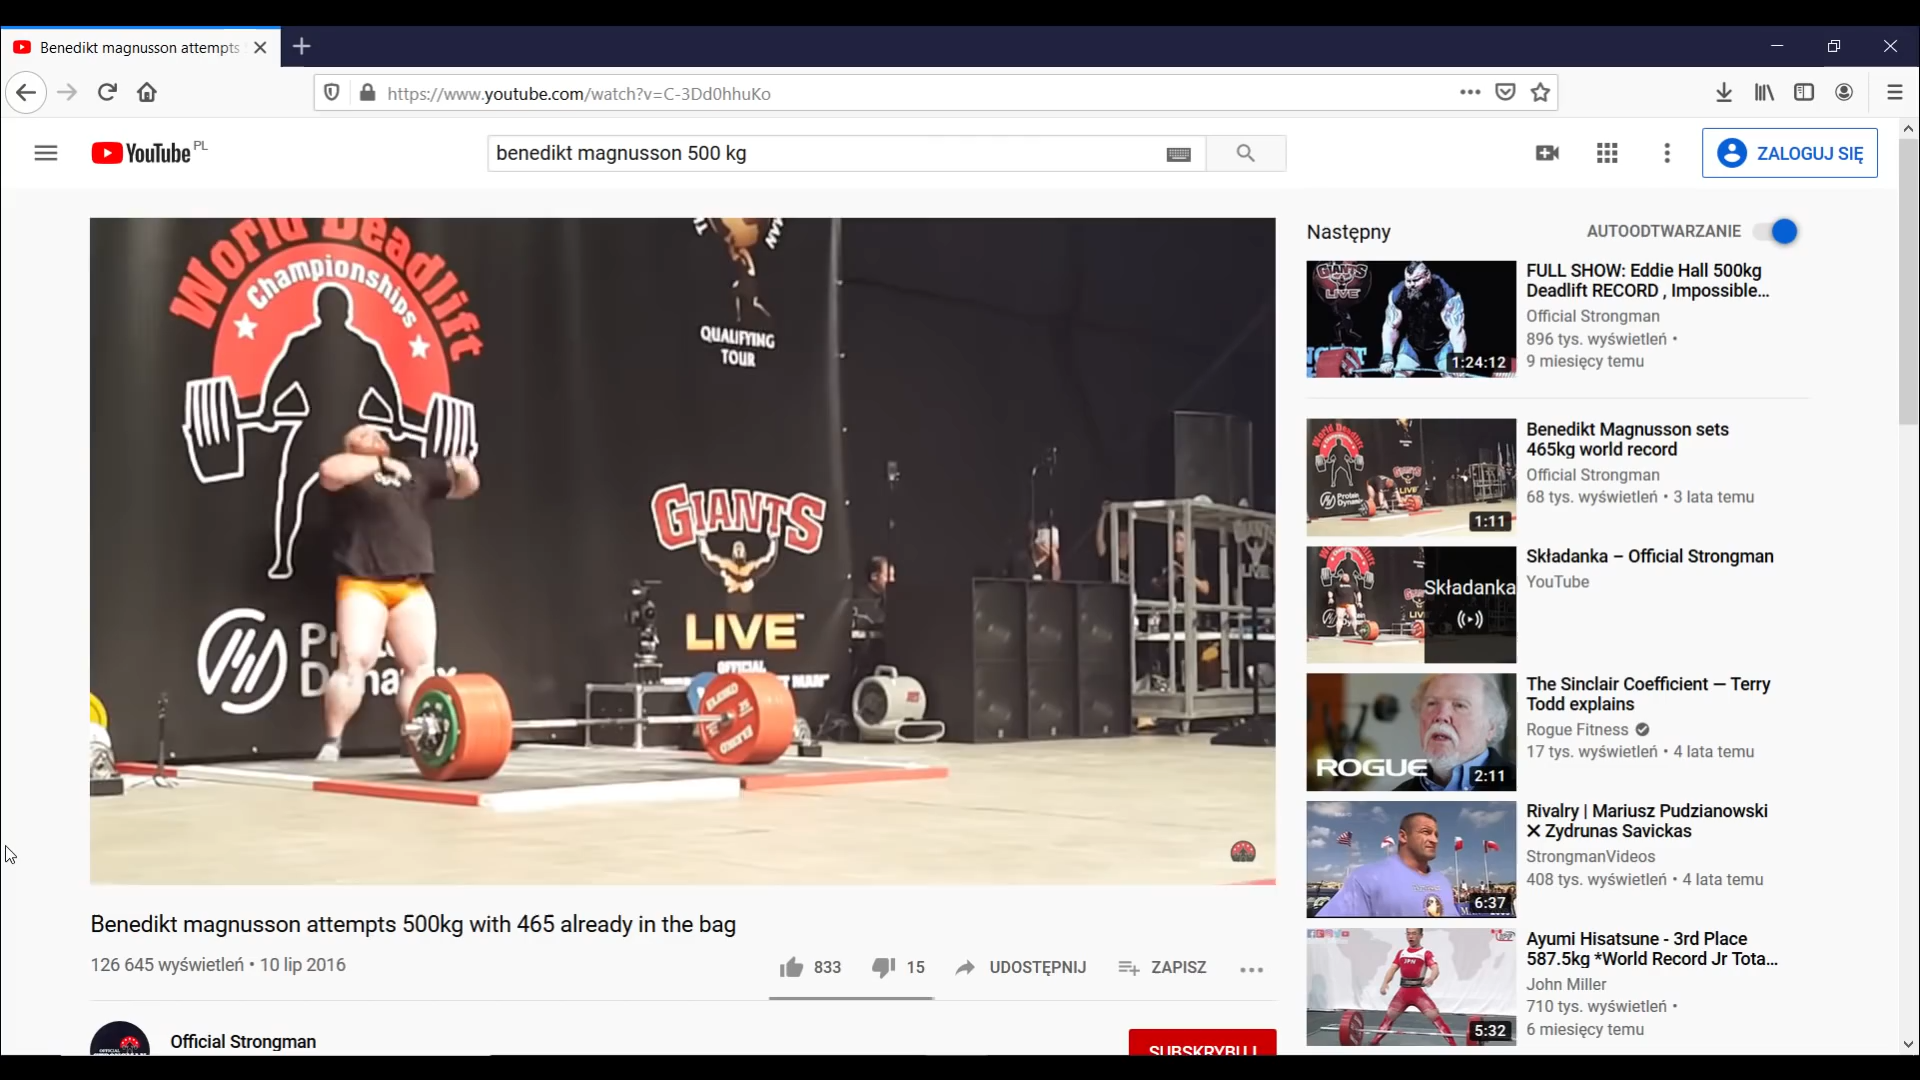 Benedikt magnusson attempts
https://www.youtube.com/watch?v=C-3Dd0hhuKo
YouTube PL
benedikt magnusson 500 kg
ZALOGUJ SIĘ
World Deadlift
Championships
QUALIFYING
TOUR
GIANTS
LIVE
OFFICIAL
ELEIKO
25
ELEIKO
Benedikt magnusson attempts 500kg with 465 already in the bag
126 645 wyświetleń • 10 lip 2016
833
15
UDOSTĘPNIJ
ZAPISZ
Official Strongman
SUBSKRYBUJ
Następny
AUTOODTWARZANIE
GIANTS
LIVE
1:24:12
FULL SHOW: Eddie Hall 500kg
Deadlift RECORD , Impossible...
Official Strongman
896 tys. wyświetleń •
9 miesięcy temu
1:11
Benedikt Magnusson sets
465kg world record
Official Strongman
68 tys. wyświetleń • 3 lata temu
Składanka
Składanka – Official Strongman
YouTube
ROGUE
2:11
The Sinclair Coefficient — Terry
Todd explains
Rogue Fitness
17 tys. wyświetleń • 4 lata temu
6:37
Rivalry | Mariusz Pudzianowski
✕ Zydrunas Savickas
StrongmanVideos
408 tys. wyświetleń • 4 lata temu
5:32
Ayumi Hisatsune - 3rd Place
587.5kg *World Record Jr Tota...
John Miller
710 tys. wyświetleń •
6 miesięcy temu